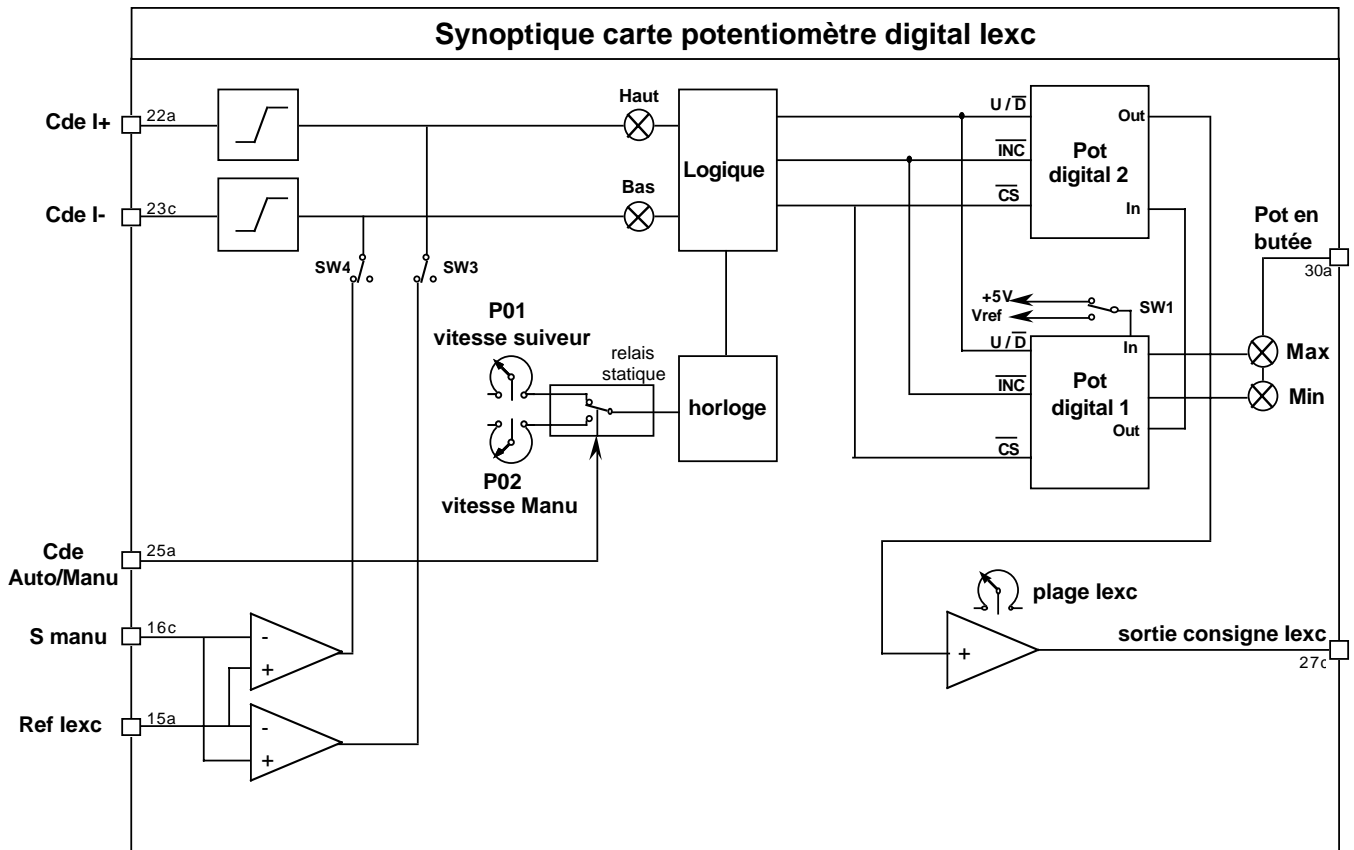 Synoptique carte potentiomètre digital Iexc
Cde I+
22a
Haut
Logique
U / D
INC
CS
Out
Pot
digital 2
In
Cde I-
23c
Bas
Pot en
butée
30a
SW4
SW3
+5V
Vref
SW1
P01
vitesse suiveur
relais
statique
horloge
U / D
INC
CS
In
Pot
digital 1
Out
Max
Min
P02
vitesse Manu
Cde
Auto/Manu
25a
S manu
16c
-
+
plage Iexc
+
sortie consigne Iexc
27c
Ref Iexc
15a
-
+